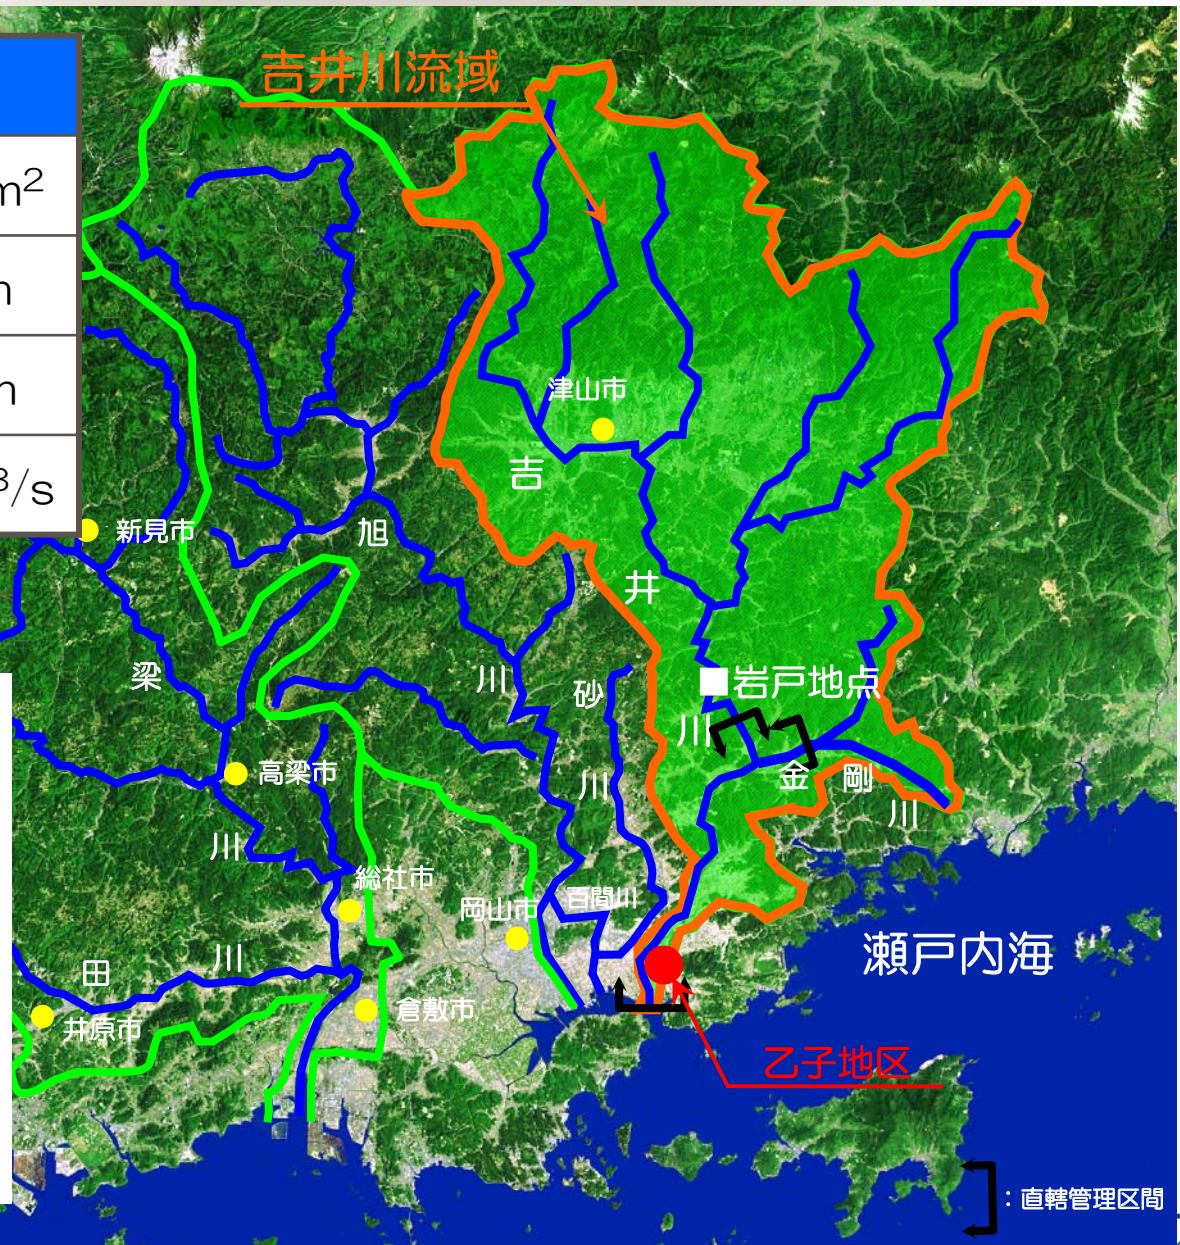 吉井川流域
m²
m
m
³/s
津山市
吉
新見市
旭
井
梁
川
砂
岩戸地点
川
高梁市
川
金
剛
川
川
総社市
百間川
岡山市
瀬戸内海
田
川
倉敷市
井原市
乙子地区
：直轄管理区間